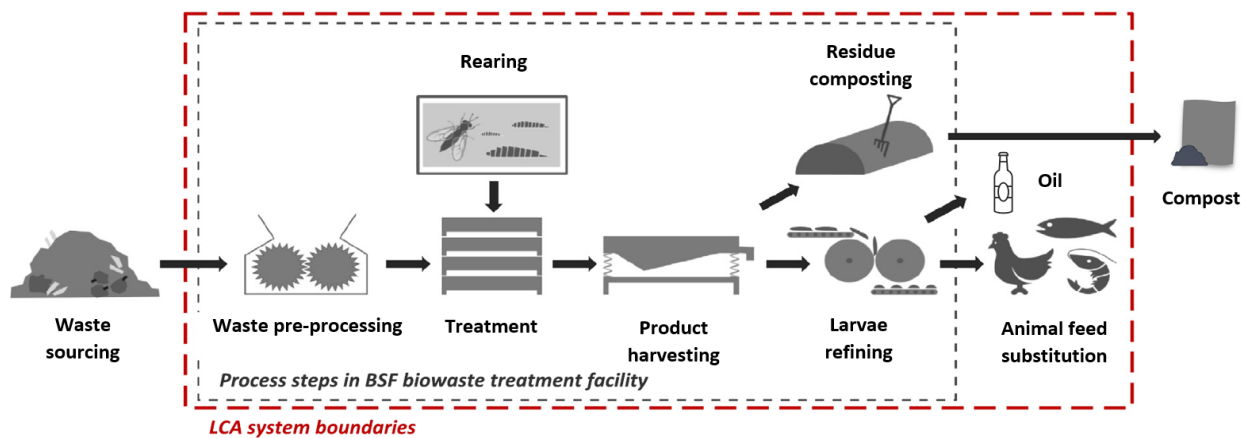 Rearing
Residue
composting
Oil
Compost
Waste
sourcing
Waste pre-processing
Treatment
Product
harvesting
Larvae
refining
Animal feed
substitution
Process steps in BSF biowaste treatment facility
LCA system boundaries